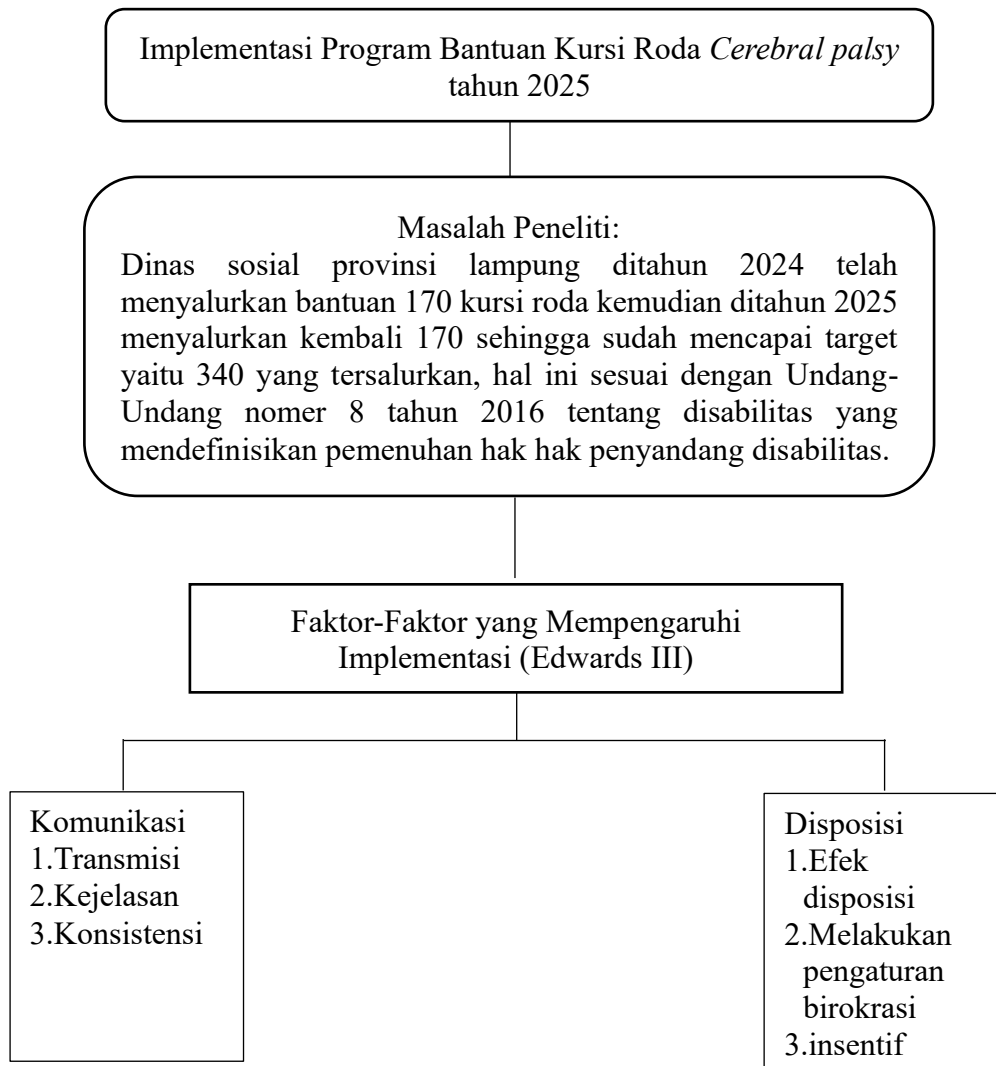 Implementasi Program Bantuan Kursi Roda Cerebral palsy
tahun 2025
Masalah Peneliti:
Dinas sosial provinsi lampung ditahun 2024 telah
menyalurkan bantuan 170 kursi roda kemudian ditahun 2025
menyalurkan kembali 170 sehingga sudah mencapai target
yaitu 340 yang tersalurkan, hal ini sesuai dengan Undang-
Undang nomer 8 tahun 2016 tentang disabilitas yang
mendefinisikan pemenuhan hak hak penyandang disabilitas.
Faktor-Faktor yang Mempengaruhi
Implementasi (Edwards III)
Komunikasi
1.Transmisi
2.Kejelasan
3.Konsistensi
Disposisi
1.Efek
disposisi
2.Melakukan
pengaturan
birokrasi
3.insentif